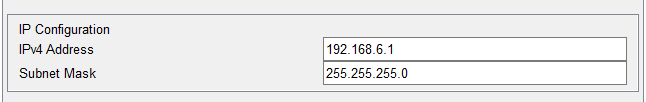 IP Configuration
IPv4 Address 192.168.6.1
Subnet Mask 255.255.255.0